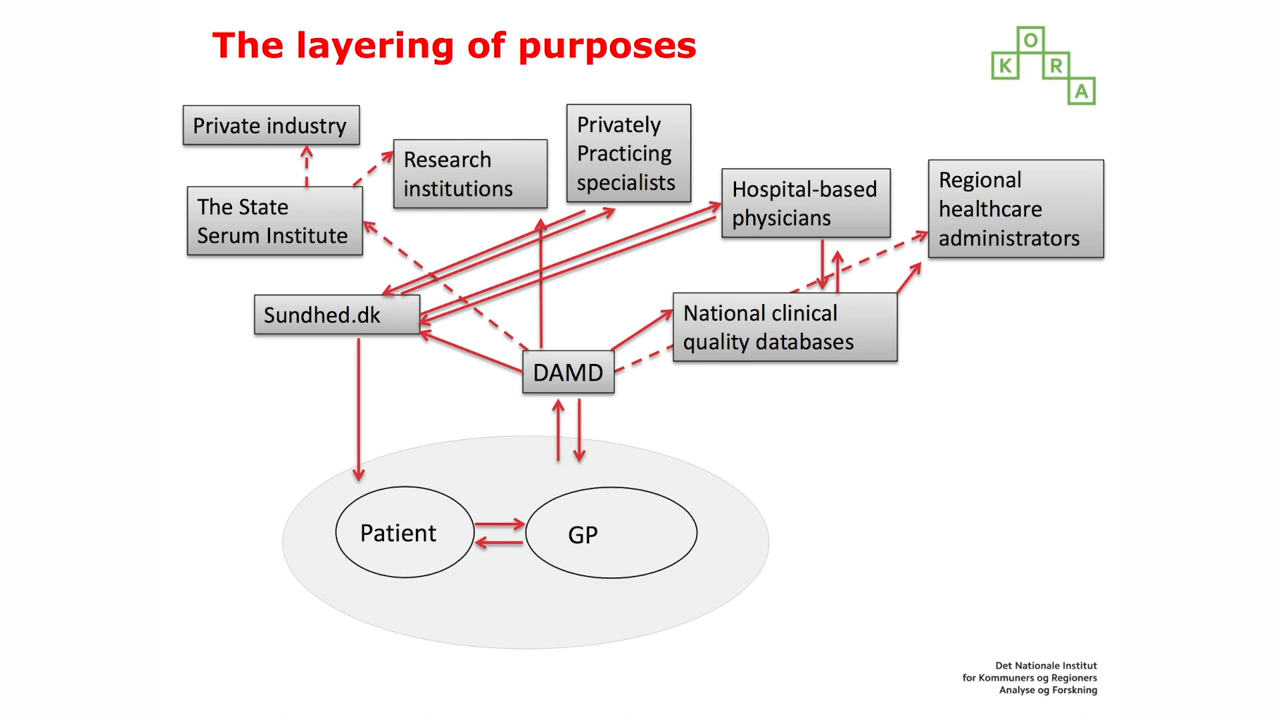 The layering of purposes
K O R A
Private industry
Research
institutions
Privately
Practicing
specialists
Hospital-based
physicians
Regional
healthcare
administrators
The State
Serum Institute
Sundhed.dk
National clinical
quality databases
DAMD
Patient
GP
Det Nationale Institut
for Kommuners og Regioners
Analyse og Forskning